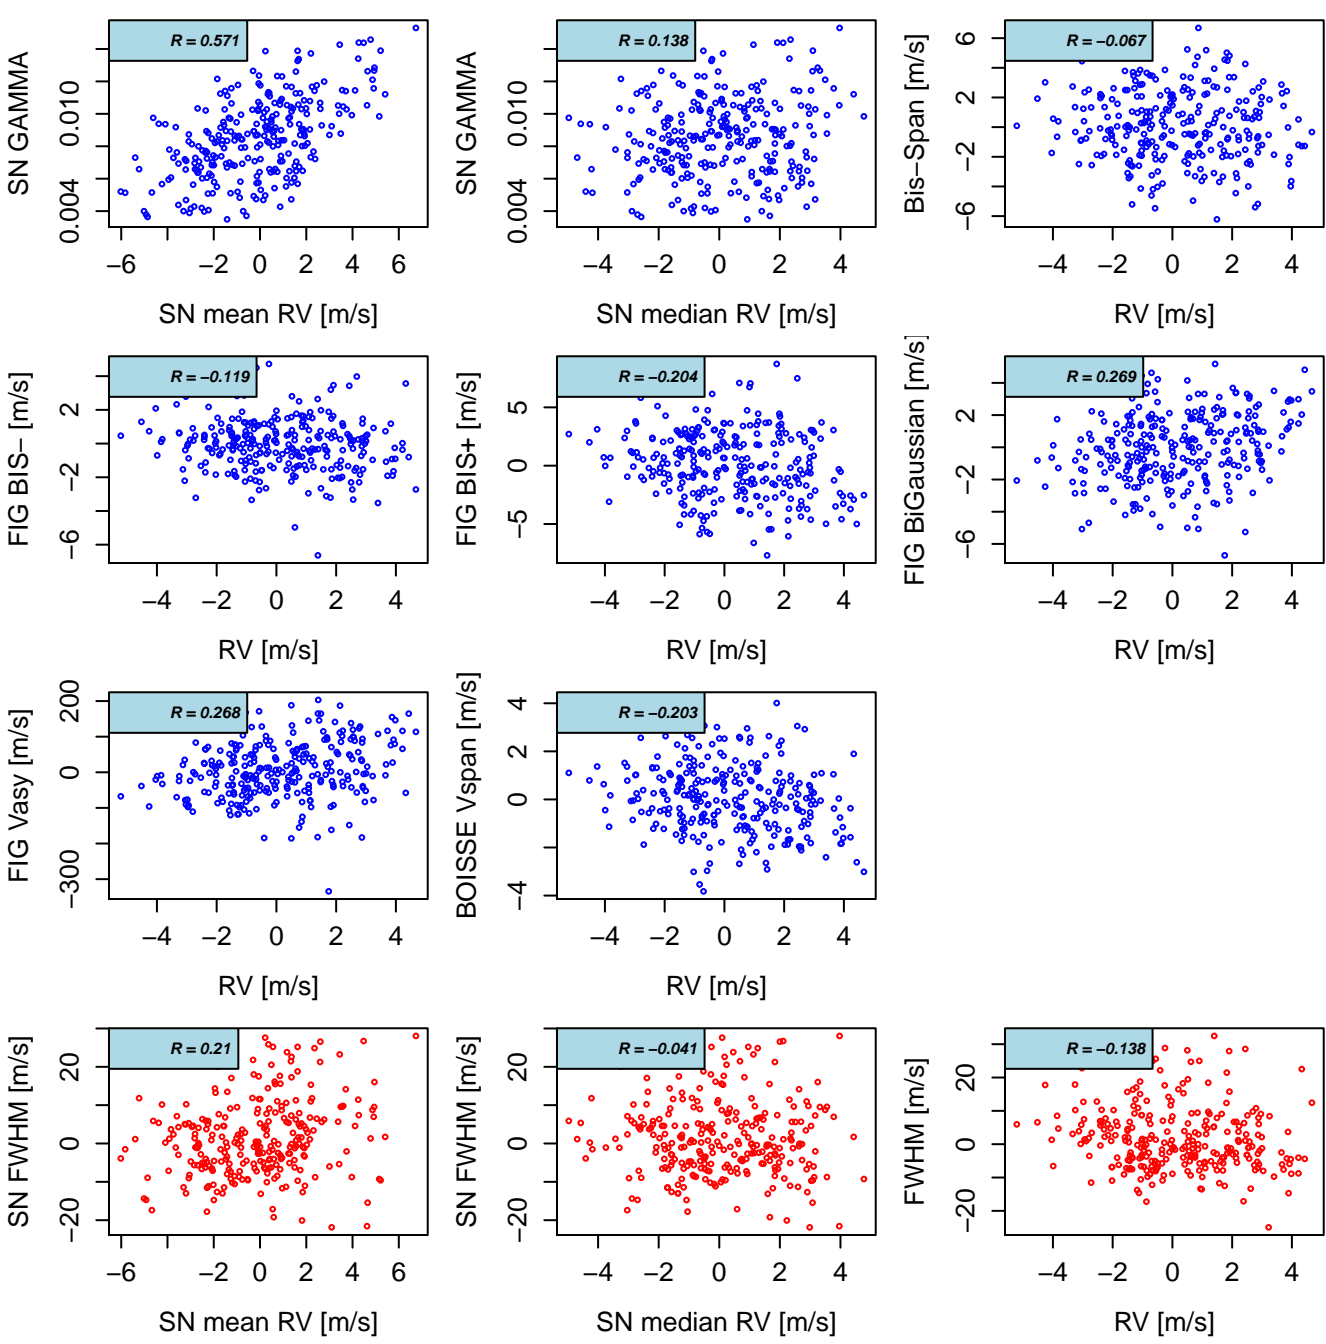 SN GAMMA
0.004 0.010
R = 0.571
−6 −2 0 2 4 6
SN mean RV [m/s]
SN GAMMA
0.004 0.010
R = 0.138
−4 −2 0 2 4
SN median RV [m/s]
Bis−Span [m/s]
−6 −2 2 6
R = −0.067
−4 −2 0 2 4
RV [m/s]
FIG BIS− [m/s]
−6 −2 2
R = −0.119
−4 −2 0 2 4
RV [m/s]
FIG BIS+ [m/s]
−5 0 5
R = −0.204
−4 −2 0 2 4
RV [m/s]
FIG BiGaussian [m/s]
−6 −2 2
R = 0.269
−4 −2 0 2 4
RV [m/s]
FIG Vasy [m/s]
−300 0 200
R = 0.268
−4 −2 0 2 4
RV [m/s]
BOISSE Vspan [m/s]
−4 0 2 4
R = −0.203
−4 −2 0 2 4
RV [m/s]
SN FWHM [m/s]
−20 0 20
R = 0.21
−6 −2 0 2 4 6
SN mean RV [m/s]
SN FWHM [m/s]
−20 0 20
R = −0.041
−4 −2 0 2 4
SN median RV [m/s]
FWHM [m/s]
−20 0 20
R = −0.138
−4 −2 0 2 4
RV [m/s]